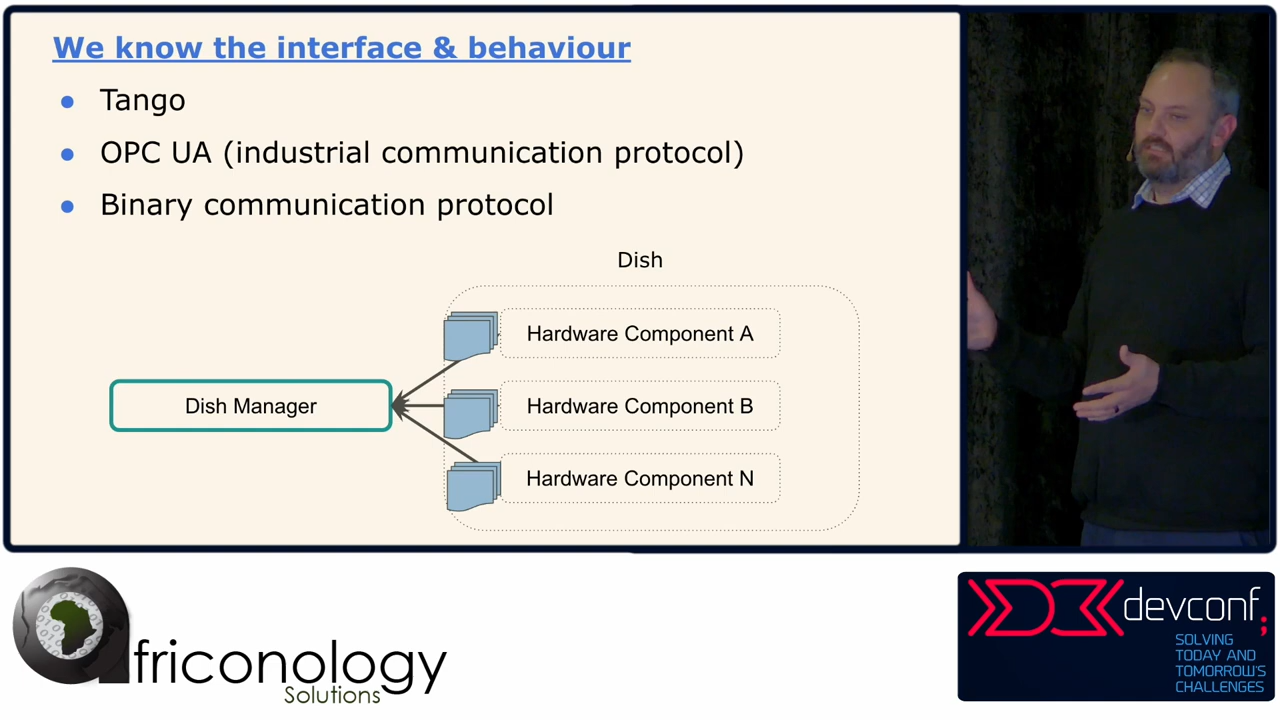 We know the interface & behaviour
Tango
OPC UA (industrial communication protocol)
Binary communication protocol
Dish
Hardware Component A
Dish Manager
Hardware Component B
Hardware Component N
africonology
Solutions
devconf;
SOLVING
TODAY AND
TOMORROW'S
CHALLENGES